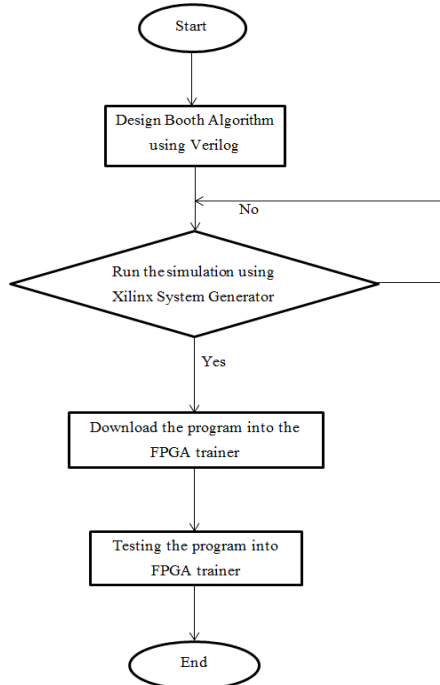 Start
Design Booth Algorithm
using Verilog
No
Run the simulation using
Xilinx System Generator
Yes
Download the program into the
FPGA trainer
Testing the program into
FPGA trainer
End